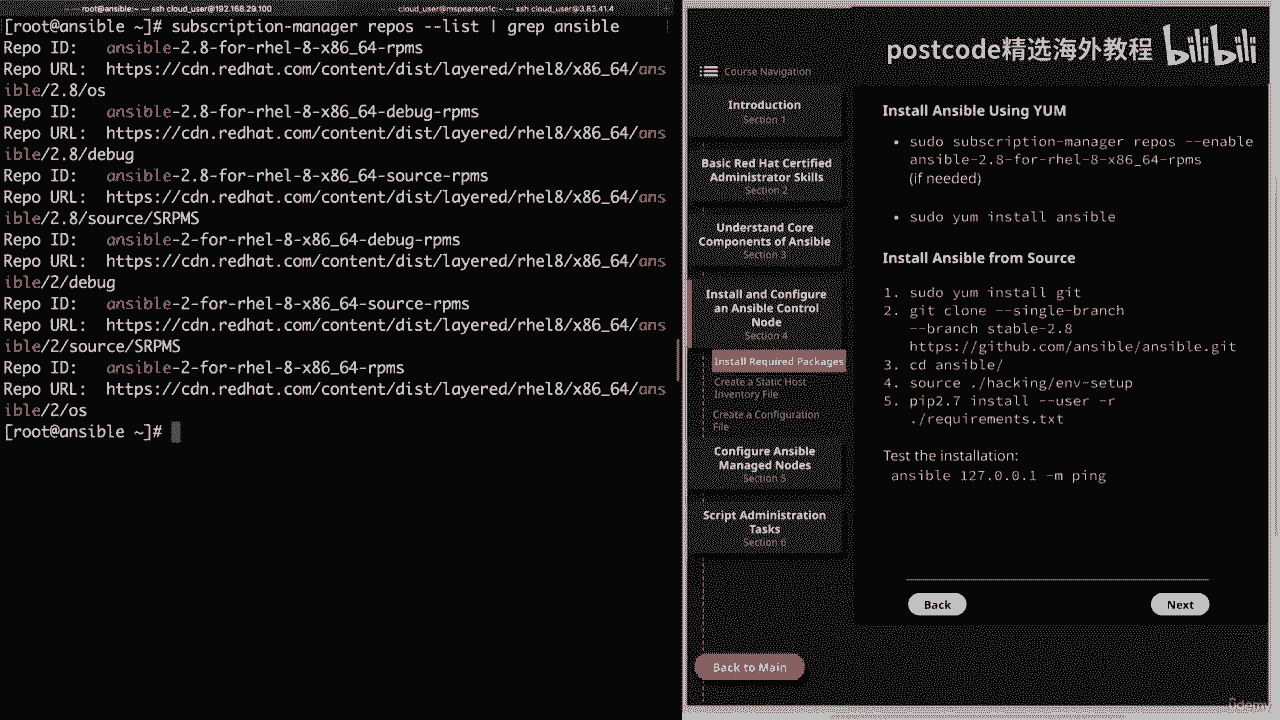 root@ansible:~ — ssh cloud_user@192.168.29.100
cloud_user@mspearson1c:~ — ssh cloud_user@3.83.41.4
[root@ansible ~]# subscription-manager repos --list | grep ansible
Repo ID:   ansible-2.8-for-rhel-8-x86_64-rpms
Repo URL:  https://cdn.redhat.com/content/dist/layered/rhel8/x86_64/ans
ible/2.8/os
Repo ID:   ansible-2.8-for-rhel-8-x86_64-debug-rpms
Repo URL:  https://cdn.redhat.com/content/dist/layered/rhel8/x86_64/ans
ible/2.8/debug
Repo ID:   ansible-2.8-for-rhel-8-x86_64-source-rpms
Repo URL:  https://cdn.redhat.com/content/dist/layered/rhel8/x86_64/ans
ible/2.8/source/SRPMS
Repo ID:   ansible-2-for-rhel-8-x86_64-debug-rpms
Repo URL:  https://cdn.redhat.com/content/dist/layered/rhel8/x86_64/ans
ible/2/debug
Repo ID:   ansible-2-for-rhel-8-x86_64-source-rpms
Repo URL:  https://cdn.redhat.com/content/dist/layered/rhel8/x86_64/ans
ible/2/source/SRPMS
Repo ID:   ansible-2-for-rhel-8-x86_64-rpms
Repo URL:  https://cdn.redhat.com/content/dist/layered/rhel8/x86_64/ans
ible/2/os
[root@ansible ~]#
postcode精选海外教程 bilibili
Course Navigation
Introduction
Section 1
Basic Red Hat Certified
Administrator Skills
Section 2
Understand Core
Components of Ansible
Section 3
Install and Configure
an Ansible Control
Node
Section 4
Install Required Packages
Create a Static Host
Inventory File
Create a Configuration
File
Configure Ansible
Managed Nodes
Section 5
Script Administration
Tasks
Section 6
Back to Main
Install Ansible Using YUM
• sudo subscription-manager repos --enable
ansible-2.8-for-rhel-8-x86_64-rpms
(if needed)
• sudo yum install ansible
Install Ansible from Source
1. sudo yum install git
2. git clone --single-branch
--branch stable-2.8
https://github.com/ansible/ansible.git
3. cd ansible/
4. source ./hacking/env-setup
5. pip2.7 install --user -r
./requirements.txt
Test the installation:
ansible 127.0.0.1 -m ping
Back
Next
ûdemy